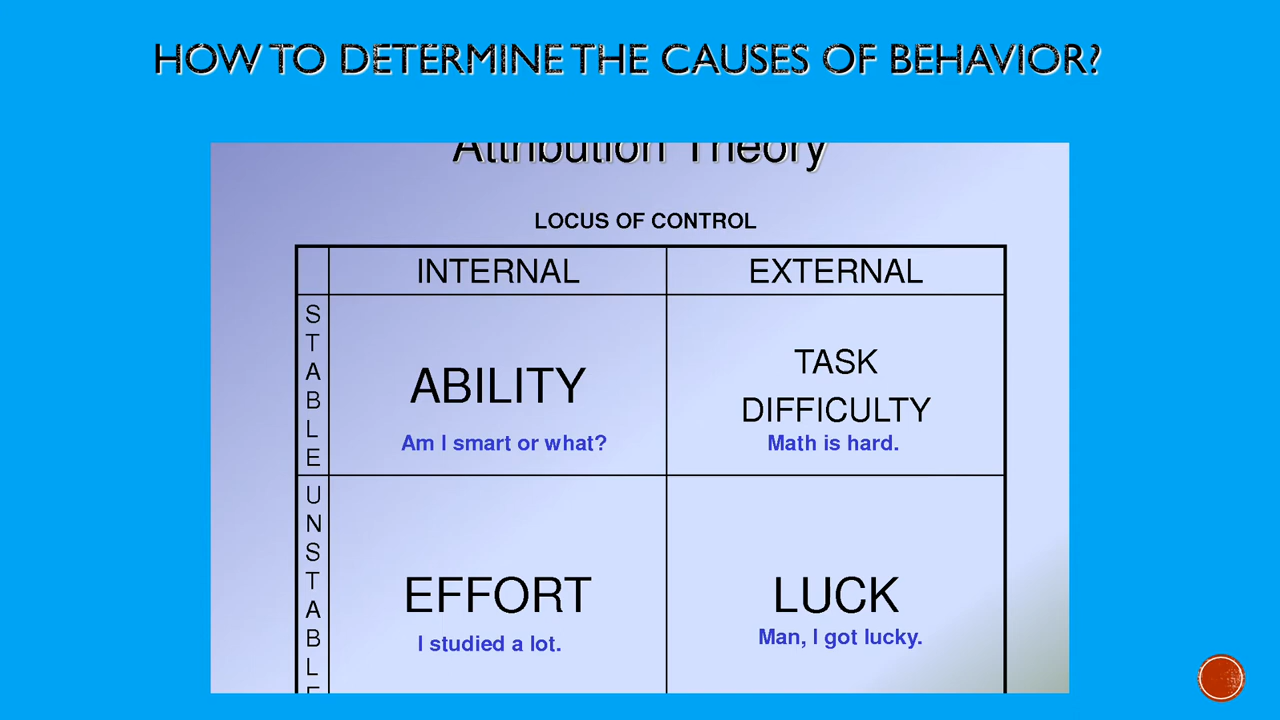 HOW TO DETERMINE THE CAUSES OF BEHAVIOR?
Attribution Theory
LOCUS OF CONTROL
INTERNAL EXTERNAL
STABLE
ABILITY
Am I smart or what?
TASK
DIFFICULTY
Math is hard.
UNSTABLE
EFFORT
I studied a lot.
LUCK
Man, I got lucky.